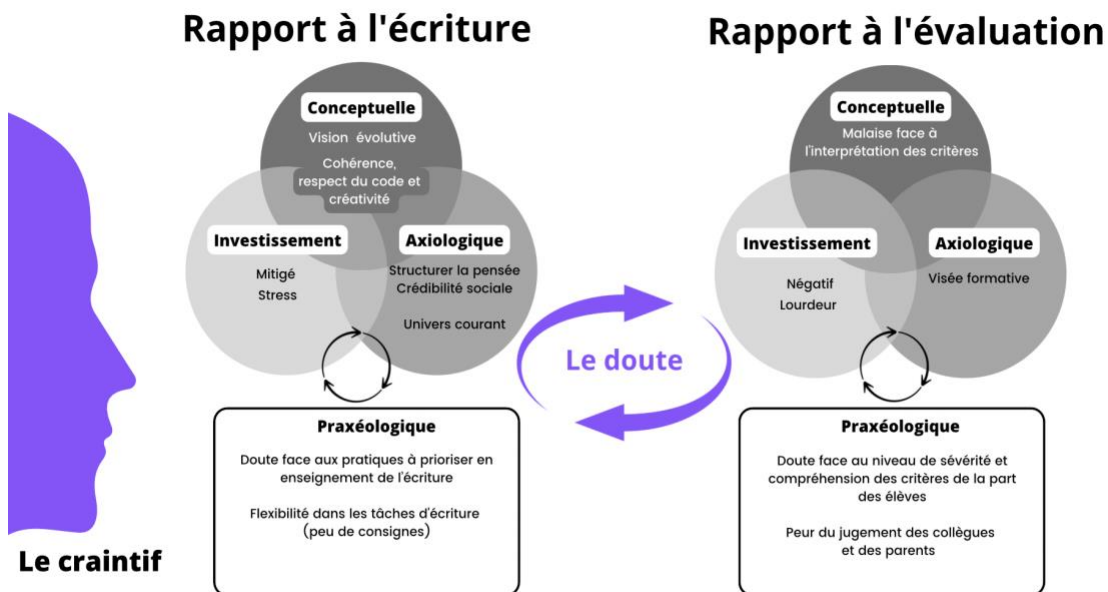 Rapport à l'écriture
Conceptuelle
Vision évolutive
Cohérence,
respect du code et
créativité
Investissement
Mitigé
Stress
Axiologique
Structurer la pensée
Crédibilité sociale
Univers courant
Praxéologique
Doute face aux pratiques à prioriser en
enseignement de l'écriture
Flexibilité dans les tâches d'écriture
(peu de consignes)
Le craintif
Le doute
Rapport à l'évaluation
Conceptuelle
Malaise face à
l'interprétation des critères
Investissement
Négatif
Lourdeur
Axiologique
Visée formative
Praxéologique
Doute face au niveau de sévérité et
compréhension des critères de la part
des élèves
Peur du jugement des collègues
et des parents